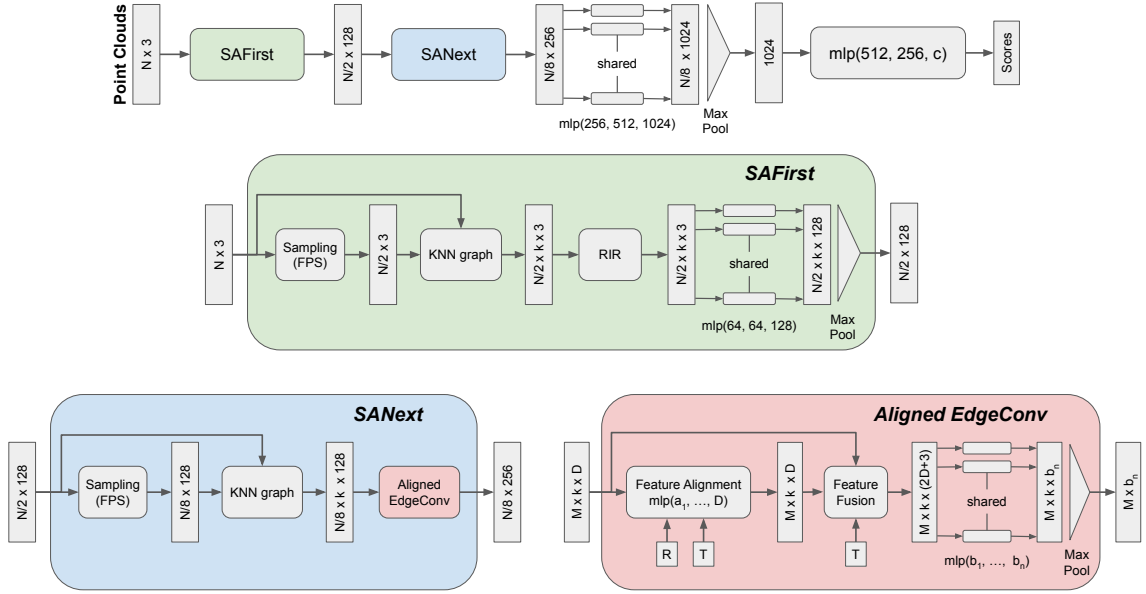 Point Clouds
N x 3
SAFirst
N/2 x 128
SANext
N/8 x 256
shared
mlp(256, 512, 1024)
N/8 x 1024
Max
Pool
1024
mlp(512, 256, c)
Scores
SAFirst
N x 3
Sampling
(FPS)
N/2 x 3
KNN graph
N/2 x k x 3
RIR
N/2 x k x 3
shared
mlp(64, 64, 128)
N/2 x k x 128
Max
Pool
N/2 x 128
SANext
N/2 x 128
Sampling
(FPS)
N/8 x 128
KNN graph
N/8 x k x 128
Aligned
EdgeConv
N/8 x 256
Aligned EdgeConv
M x k x D
Feature Alignment
mlp(a₁, ..., D)
R
T
M x k x D
Feature
Fusion
T
M x k x (2D+3)
shared
mlp(b₁, ..., bₙ)
M x k x bₙ
Max
Pool
M x bₙ